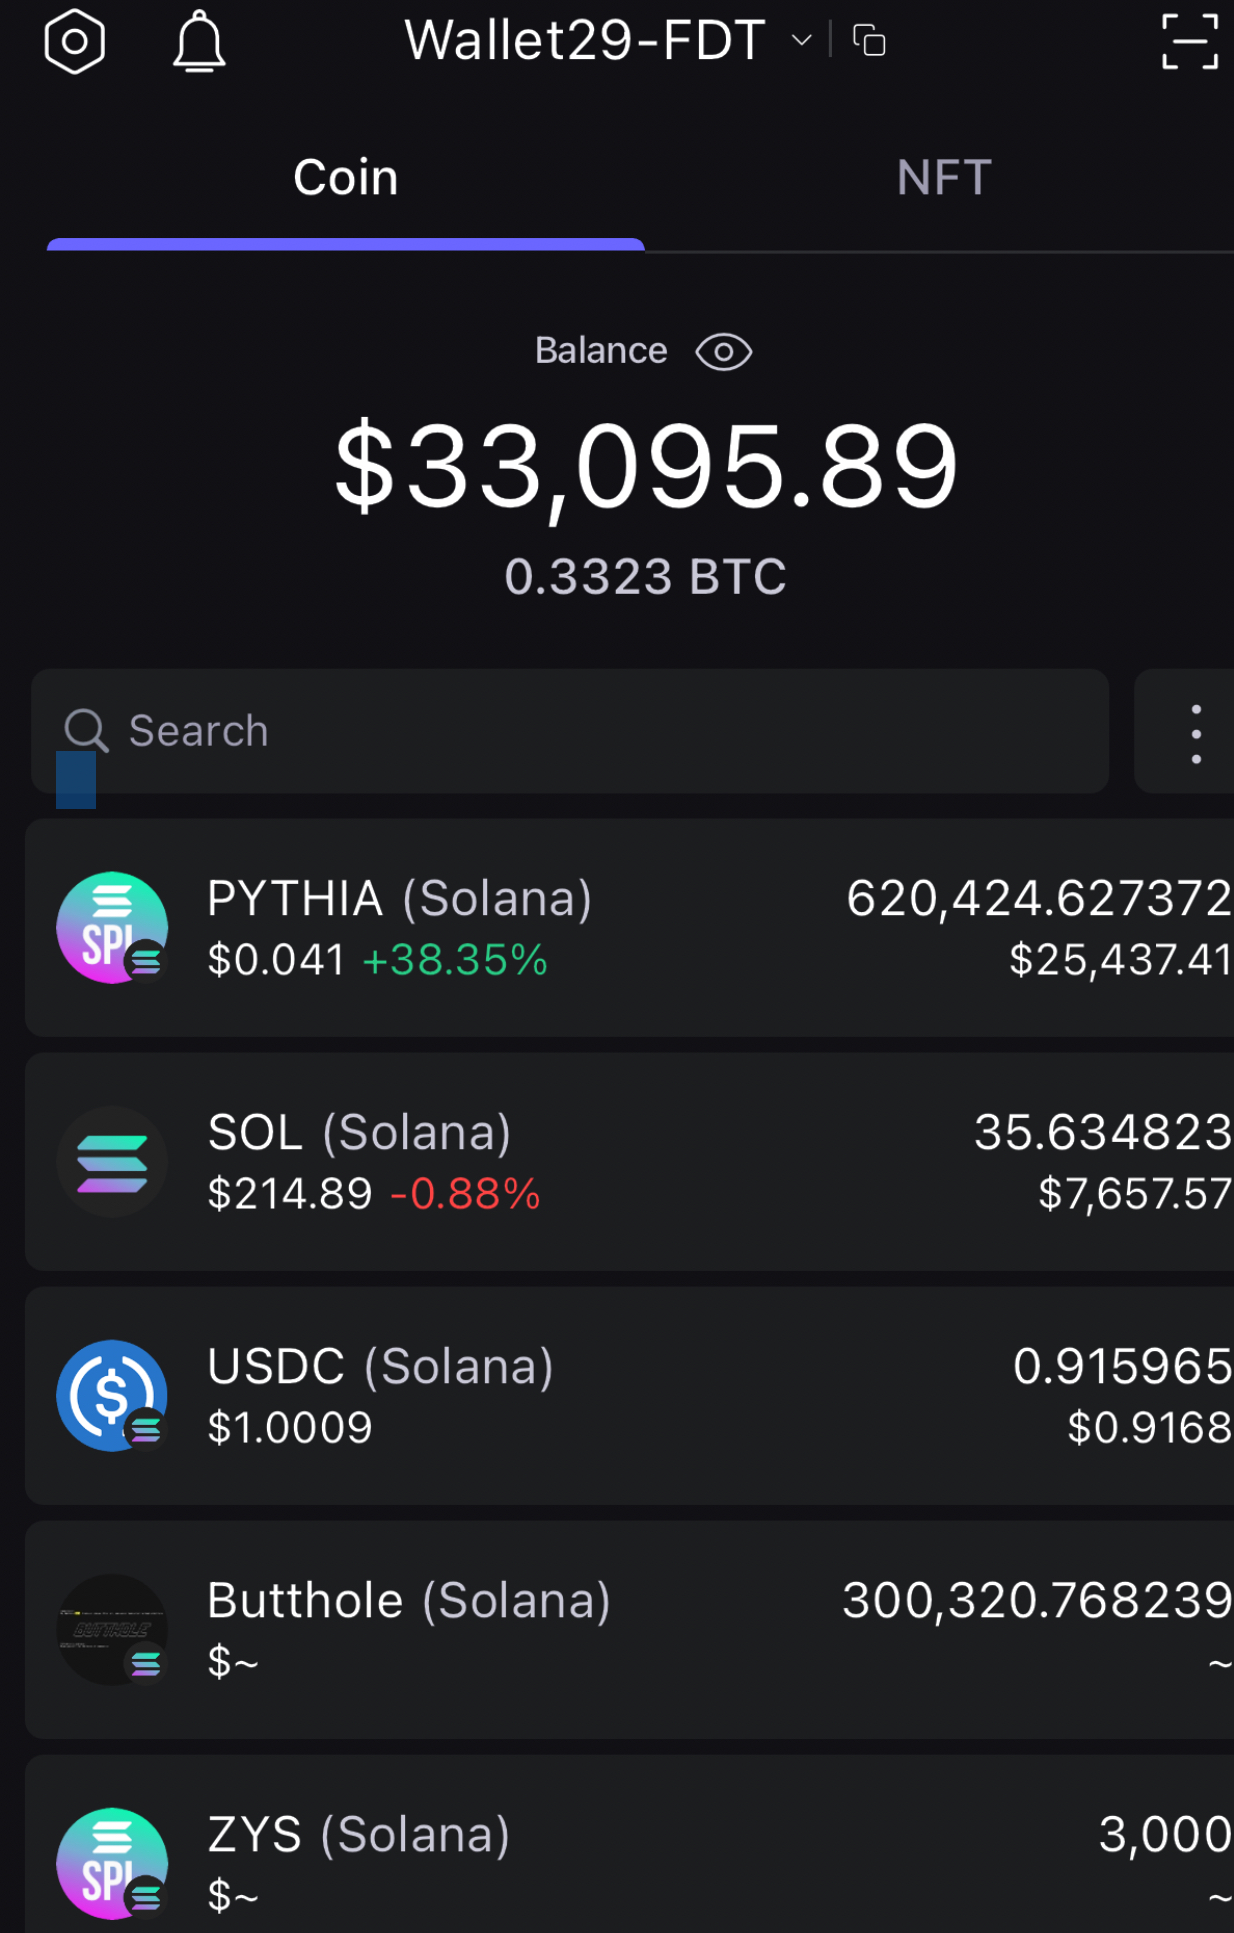 Wallet29-FDT
Coin
NFT
Balance
$33,095.89
0.3323 BTC
Search
PYTHIA (Solana)
620,424.627372
$0.041 +38.35%
$25,437.41
SPL
SOL (Solana)
35.634823
$214.89 -0.88%
$7,657.57
USDC (Solana)
0.915965
$1.0009
$0.9168
Butthole (Solana)
300,320.768239
$~
~
BUTTHOLE
ZYS (Solana)
3,000
$~
~
SPL